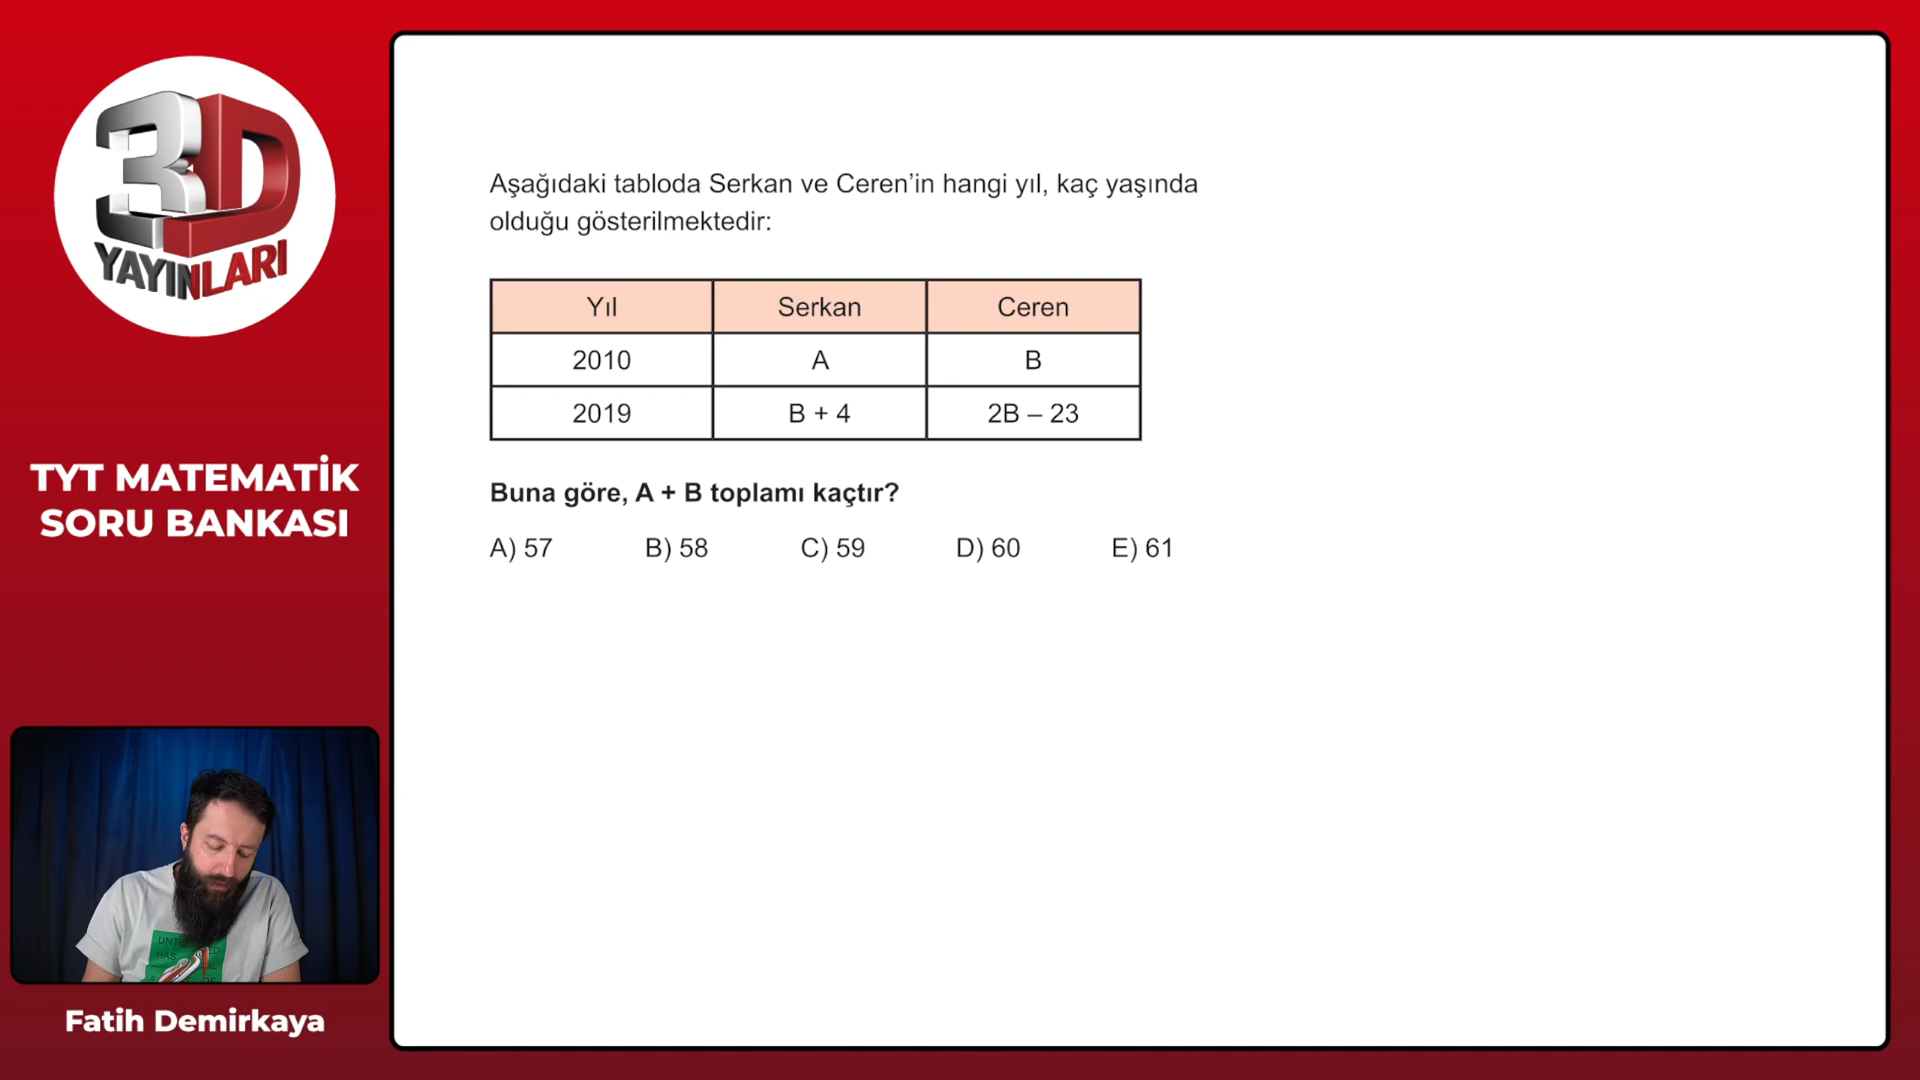 3D
YAYINLARI
TYT MATEMATİK
SORU BANKASI
Fatih Demirkaya
Aşağıdaki tabloda Serkan ve Ceren’in hangi yıl, kaç yaşında
olduğu gösterilmektedir:
Yıl Serkan Ceren
2010 A B
2019 B + 4 2B – 23
Buna göre, A + B toplamı kaçtır?
A) 57 B) 58 C) 59 D) 60 E) 61